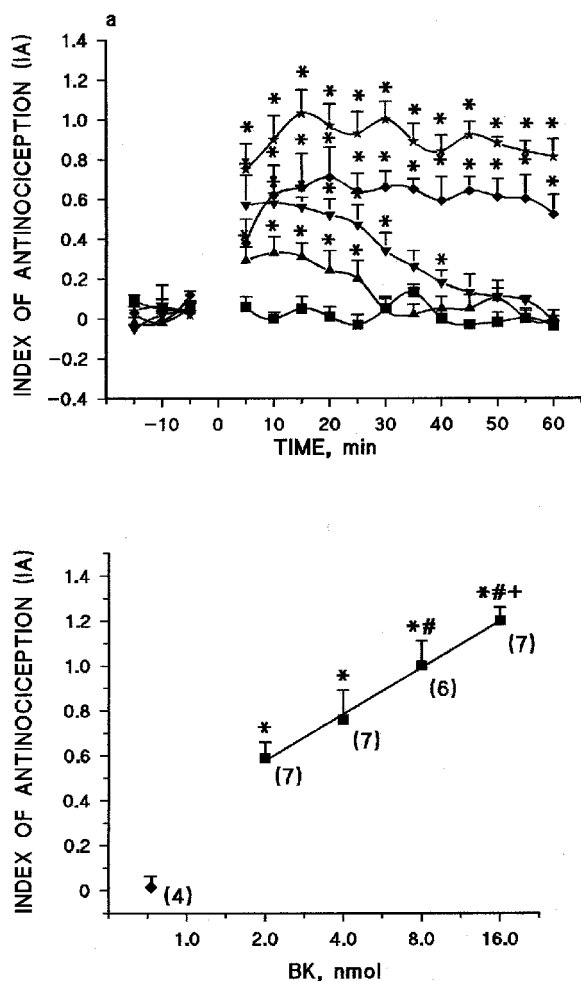 a
INDEX OF ANTINOCICEPTION (IA)
1.4
1.2
1.0
0.8
0.6
0.4
0.2
0
−0.2
−0.4
−10 0 10 20 30 40 50 60
TIME, min
* * * * * * * * * * * *
* * * * * * * * * * * *
* * * * * *
* * * * *
INDEX OF ANTINOCICEPTION (IA)
1.4
1.2
1.0
0.8
0.6
0.4
0.2
0
*#+
*#
*
*
(7)
(6)
(7)
(7)
(4)
1.0 2.0 4.0 8.0 16.0
BK, nmol